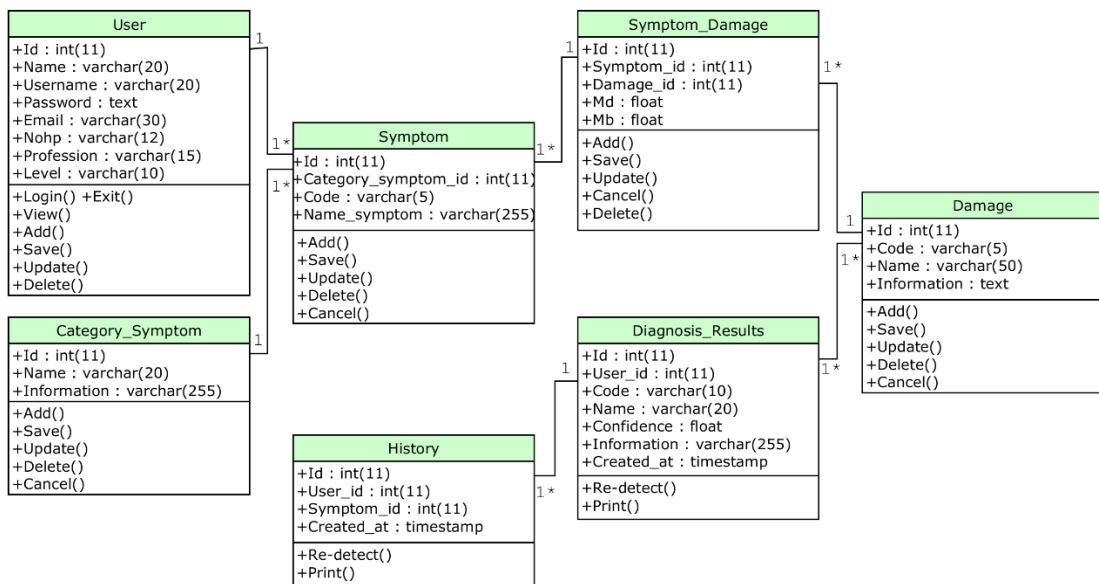 User
+Id : int(11)
+Name : varchar(20)
+Username : varchar(20)
+Password : text
+Email : varchar(30)
+Nohp : varchar(12)
+Profession : varchar(15)
+Level : varchar(10)
+Login() +Exit()
+View()
+Add()
+Save()
+Update()
+Delete()
1
1*
Category_Symptom
+Id : int(11)
+Name : varchar(20)
+Information : varchar(255)
+Add()
+Save()
+Update()
+Delete()
+Cancel()
1
1*
Symptom
+Id : int(11)
+Category_symptom_id : int(11)
+Code : varchar(5)
+Name_symptom : varchar(255)
+Add()
+Save()
+Update()
+Delete()
+Cancel()
1*
1
Symptom_Damage
+Id : int(11)
+Symptom_id : int(11)
+Damage_id : int(11)
+Md : float
+Mb : float
+Add()
+Save()
+Update()
+Cancel()
+Delete()
1*
1
Damage
+Id : int(11)
+Code : varchar(5)
+Name : varchar(50)
+Information : text
+Add()
+Save()
+Update()
+Delete()
+Cancel()
1*
1*
Diagnosis_Results
+Id : int(11)
+User_id : int(11)
+Code : varchar(10)
+Name : varchar(20)
+Confidence : float
+Information : varchar(255)
+Created_at : timestamp
+Re-detect()
+Print()
1
1*
History
+Id : int(11)
+User_id : int(11)
+Symptom_id : int(11)
+Created_at : timestamp
+Re-detect()
+Print()